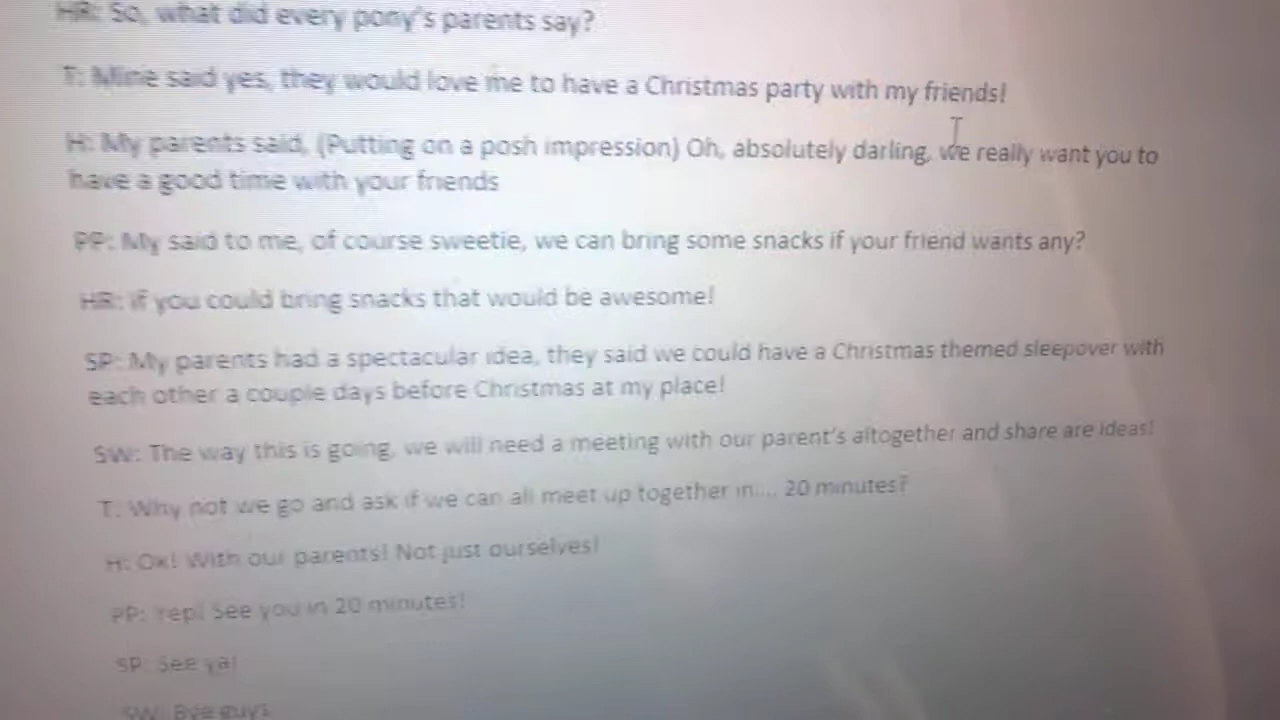 HR: So, what did every pony's parents say?
T: Mine said yes, they would love me to have a Christmas party with my friends!
H: My parents said, (Putting on a posh impression) Oh, absolutely darling, we really want you to
have a good time with your friends
PP: My said to me, of course sweetie, we can bring some snacks if your friend wants any?
HR: if you could bring snacks that would be awesome!
SP: My parents had a spectacular idea, they said we could have a Christmas themed sleepover with
each other a couple days before Christmas at my place!
SW: The way this is going, we will need a meeting with our parent's altogether and share are ideas!
T: Why not we go and ask if we can all meet up together in.... 20 minutes?
H: Ok! With our parents! Not just ourselves!
PP: Yep! See you in 20 minutes!
SP: See ya!
SW: Bye guys